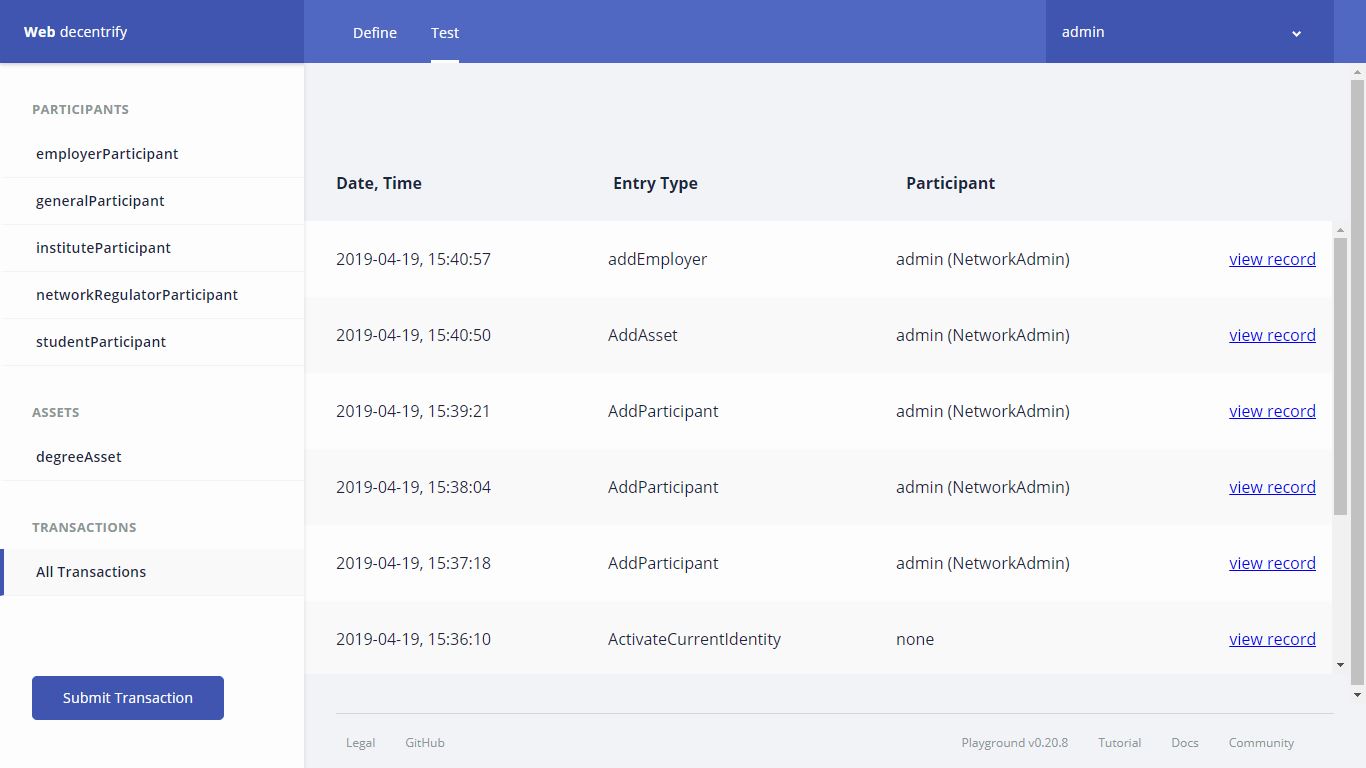 Web decentrify
Define Test
admin
PARTICIPANTS
employerParticipant
generalParticipant
instituteParticipant
networkRegulatorParticipant
studentParticipant
ASSETS
degreeAsset
TRANSACTIONS
All Transactions
Submit Transaction
Date, Time Entry Type Participant
2019-04-19, 15:40:57 addEmployer admin (NetworkAdmin) view record
2019-04-19, 15:40:50 AddAsset admin (NetworkAdmin) view record
2019-04-19, 15:39:21 AddParticipant admin (NetworkAdmin) view record
2019-04-19, 15:38:04 AddParticipant admin (NetworkAdmin) view record
2019-04-19, 15:37:18 AddParticipant admin (NetworkAdmin) view record
2019-04-19, 15:36:10 ActivateCurrentIdentity none view record
Legal GitHub Playground v0.20.8 Tutorial Docs Community